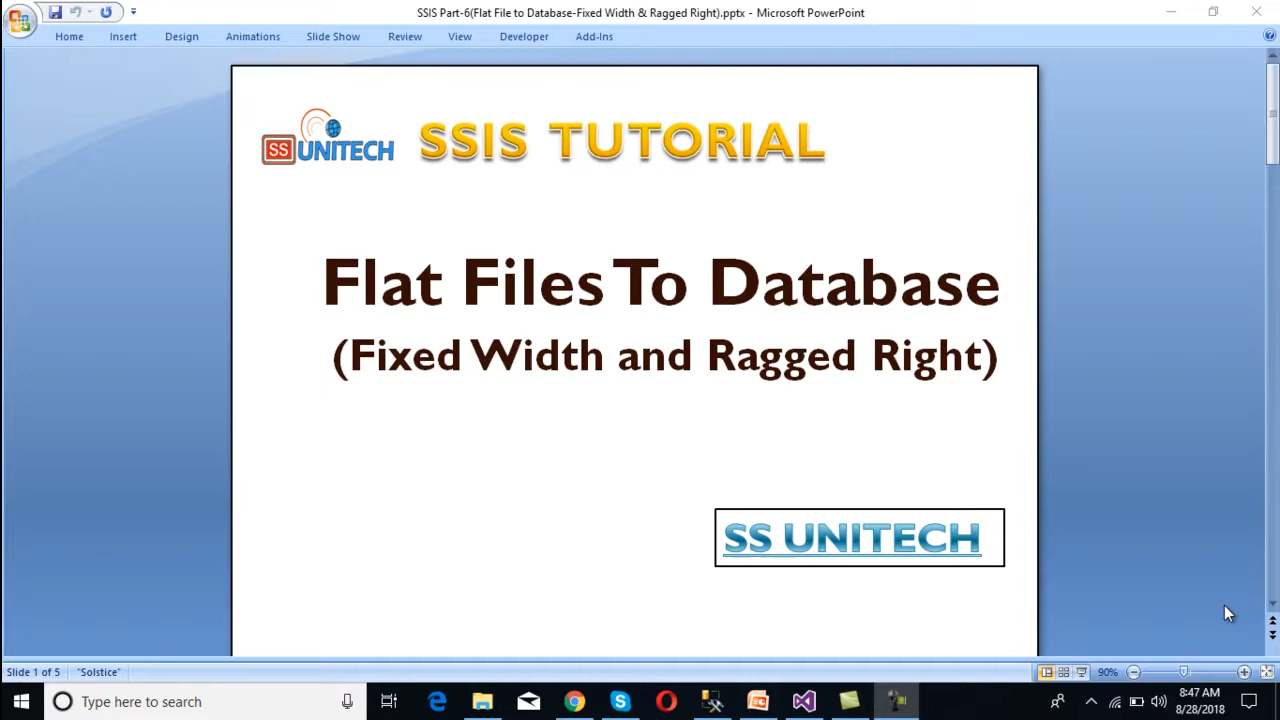 SSIS Part-6(Flat File to Database-Fixed Width & Ragged Right).pptx - Microsoft PowerPoint
Home Insert Design Animations Slide Show Review View Developer Add-Ins
SS UNITECH SSIS TUTORIAL
Flat Files To Database
(Fixed Width and Ragged Right)
SS UNITECH
Slide 1 of 5 "Solstice" 90%
Type here to search 8:47 AM
8/28/2018